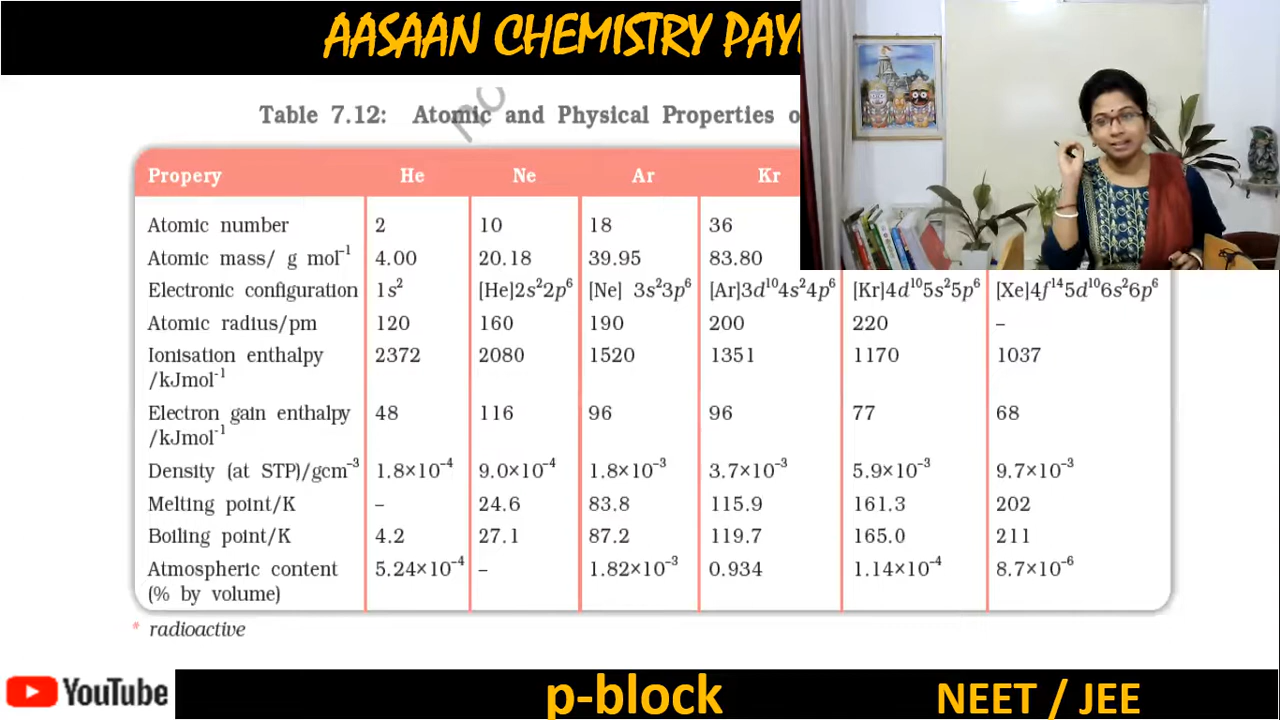 AASAAN CHEMISTRY
Table 7.12: Atomic and Physical Properties
Propery He Ne Ar Kr
Atomic number 2 10 18 36
Atomic mass/ g mol⁻¹ 4.00 20.18 39.95 83.80
Electronic configuration 1s² [He]2s²2p⁶ [Ne] 3s²3p⁶ [Ar]3d¹⁰4s²4p⁶ [Kr]4d¹⁰5s²5p⁶ [Xe]4f¹⁴5d¹⁰6s²6p⁶
Atomic radius/pm 120 160 190 200 220 –
Ionisation enthalpy 2372 2080 1520 1351 1170 1037
/kJmol⁻¹
Electron gain enthalpy 48 116 96 96 77 68
/kJmol⁻¹
Density (at STP)/gcm⁻³ 1.8×10⁻⁴ 9.0×10⁻⁴ 1.8×10⁻³ 3.7×10⁻³ 5.9×10⁻³ 9.7×10⁻³
Melting point/K – 24.6 83.8 115.9 161.3 202
Boiling point/K 4.2 27.1 87.2 119.7 165.0 211
Atmospheric content 5.24×10⁻⁴ – 1.82×10⁻³ 0.934 1.14×10⁻⁴ 8.7×10⁻⁶
(% by volume)
* radioactive
YouTube p-block NEET / JEE